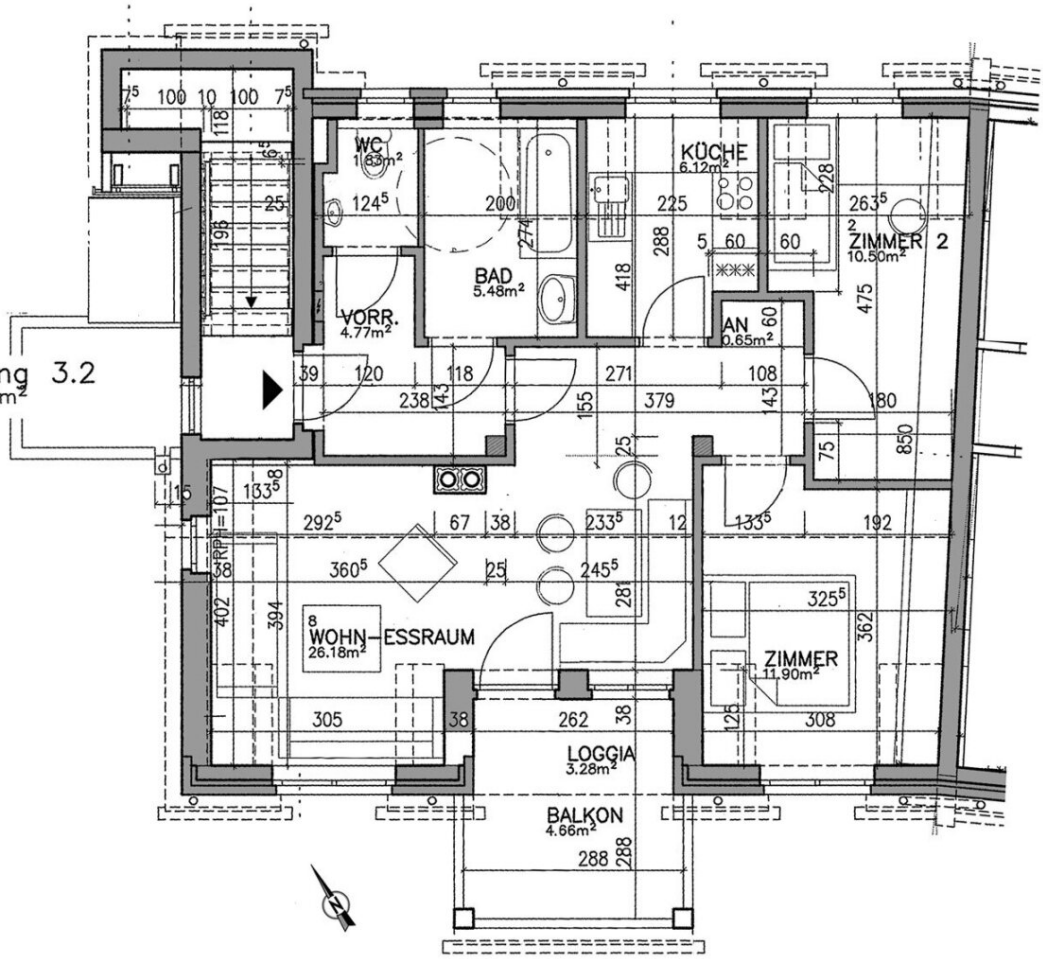 7⁵ 100 10 100 7⁵
118
6⁵
25
196
WC
1.83m²
124⁵
200
274
BAD
5.48m²
KÜCHE
6.12m²
225
288
418
5 60 60
228
263⁵
2
ZIMMER 2
10.50m²
475
VORR.
4.77m²
AN
0.65m²
60
ng 3.2
m²
39 120 118 271 108
143
238
155
379
143
180
75
850
25
15
133⁵
8
RPH=107
292⁵ 67 38 233⁵ 12 133⁵ 192
38 360⁵ 25 245⁵
281
402
394
325⁵
362
8
WOHN-ESSRAUM
26.18m²
ZIMMER
11.90m²
305 38 262
38
125
308
LOGGIA
3.28m²
BALKON
4.66m²
288
288
N